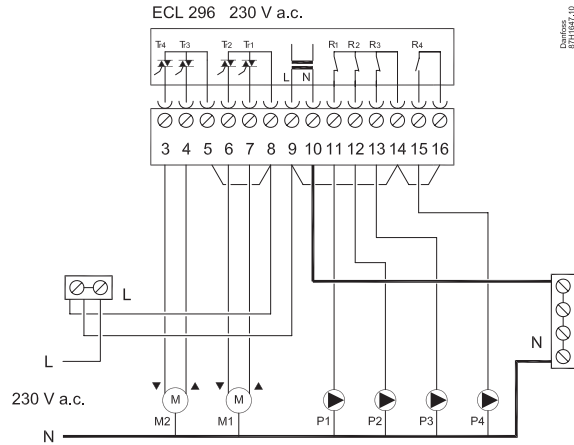 ECL 296 230 V a.c.
Danfoss
87H1647.10
Tr4 Tr3 Tr2 Tr1 R1 R2 R3 R4
L N
3 4 5 6 7 8 9 10 11 12 13 14 15 16
L
N
L
230 V a.c.
M M
M2 M1 P1 P2 P3 P4
N